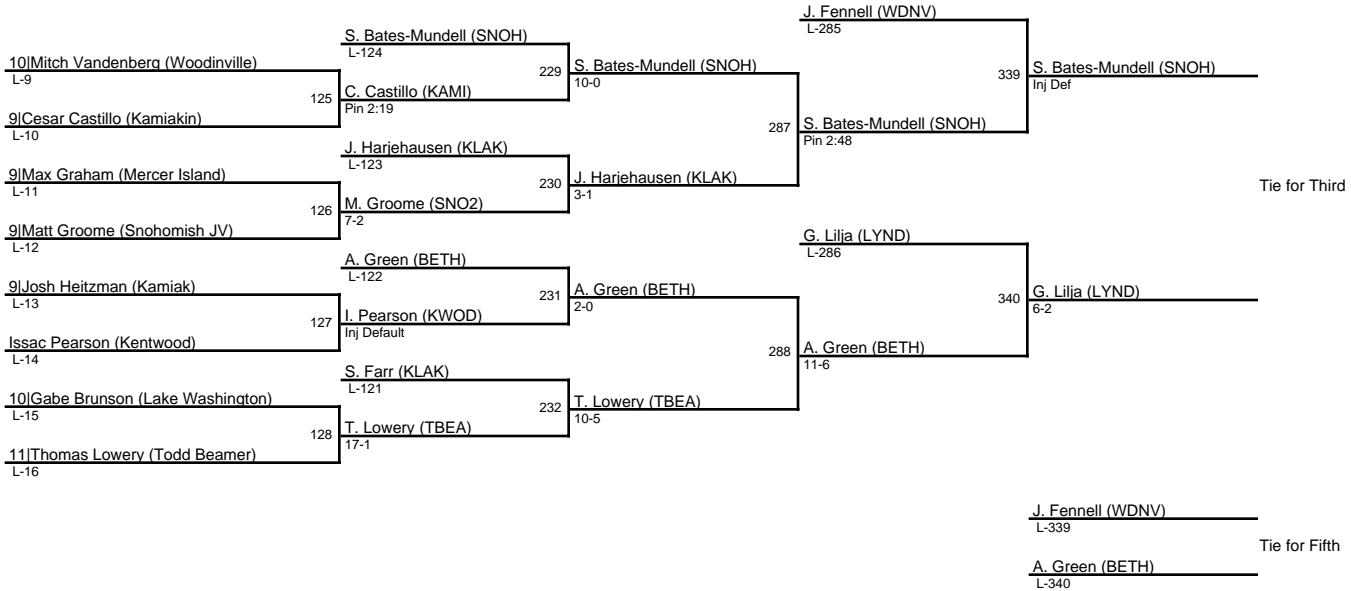 10|Mitch Vandenberg (Woodinville)
L-9
9|Cesar Castillo (Kamiakin)
L-10
9|Max Graham (Mercer Island)
L-11
9|Matt Groome (Snohomish JV)
L-12
9|Josh Heitzman (Kamiak)
L-13
Issac Pearson (Kentwood)
L-14
10|Gabe Brunson (Lake Washington)
L-15
11|Thomas Lowery (Todd Beamer)
L-16
125
126
127
128
S. Bates-Mundell (SNOH)
L-124
C. Castillo (KAMI)
Pin 2:19
J. Harjehausen (KLAK)
L-123
M. Groome (SNO2)
7-2
A. Green (BETH)
L-122
I. Pearson (KWOD)
Inj Default
S. Farr (KLAK)
L-121
T. Lowery (TBEA)
17-1
229
230
231
232
S. Bates-Mundell (SNOH)
10-0
J. Harjehausen (KLAK)
3-1
A. Green (BETH)
2-0
T. Lowery (TBEA)
10-5
287
288
J. Fennell (WDNV)
L-285
S. Bates-Mundell (SNOH)
Pin 2:48
G. Lilja (LYND)
L-286
A. Green (BETH)
11-6
339
340
S. Bates-Mundell (SNOH)
Inj Def
Tie for Third
G. Lilja (LYND)
6-2
J. Fennell (WDNV)
L-339
Tie for Fifth
A. Green (BETH)
L-340